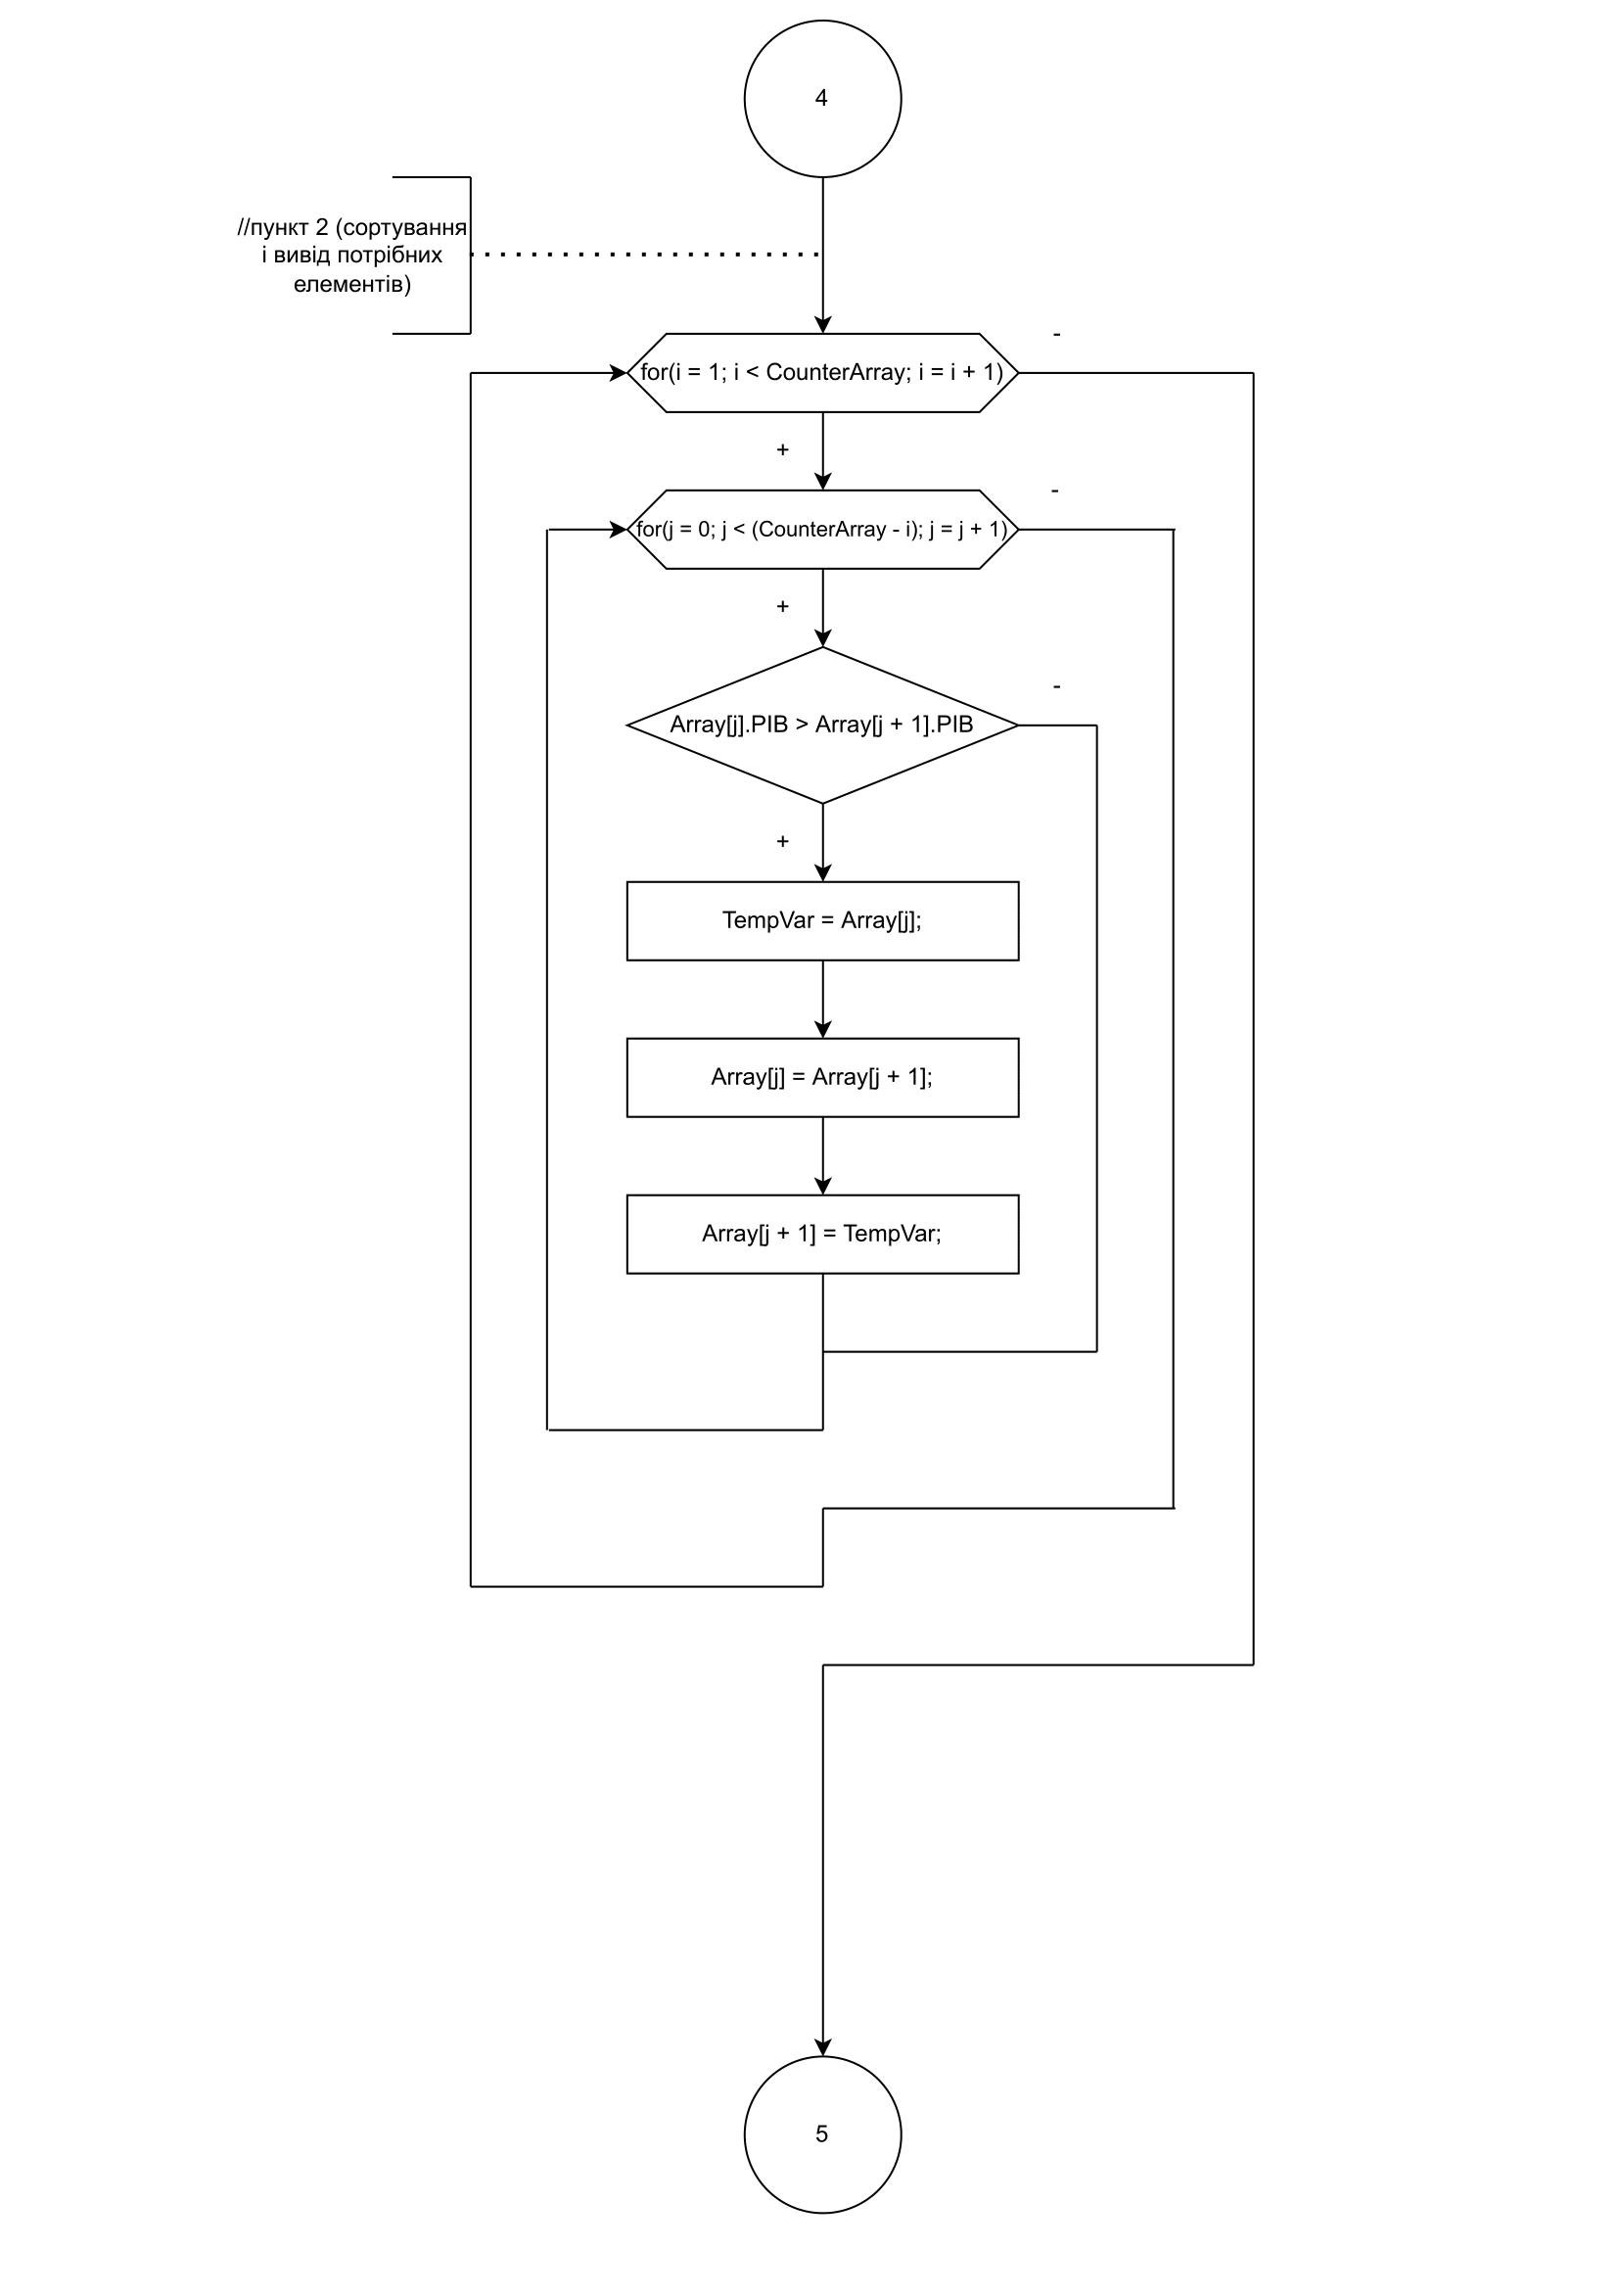 4
//пункт 2 (сортування
і вивід потрібних
елементів)
-
for(i = 1; i < CounterArray; i = i + 1)
+
-
for(j = 0; j < (CounterArray - i); j = j + 1)
+
-
Array[j].PIB > Array[j + 1].PIB
+
TempVar = Array[j];
Array[j] = Array[j + 1];
Array[j + 1] = TempVar;
5